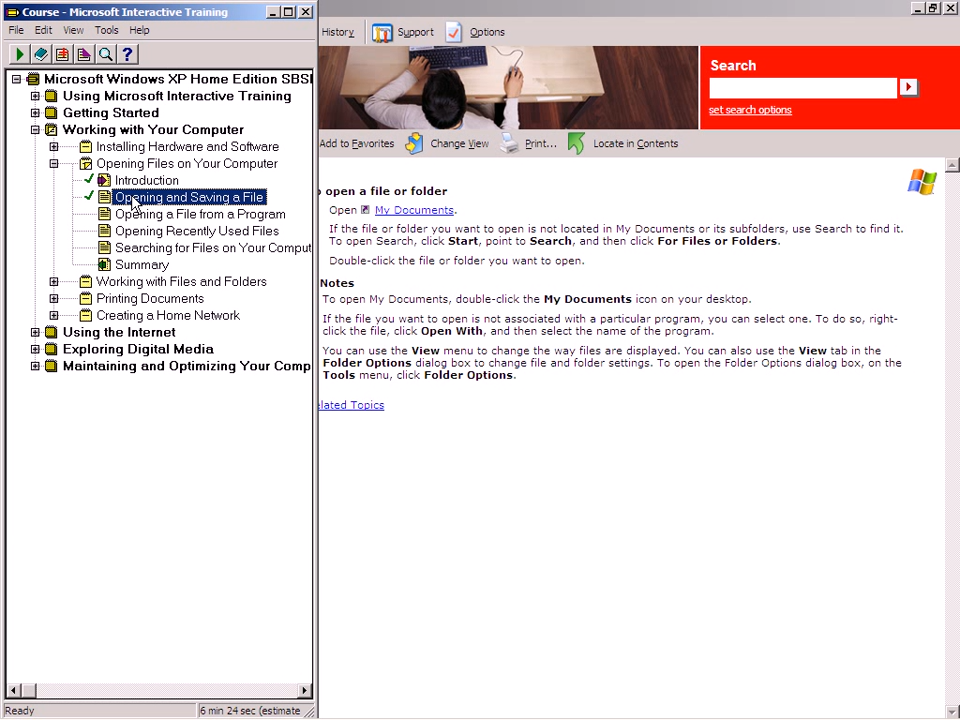 Course - Microsoft Interactive Training
File Edit View Tools Help
Microsoft Windows XP Home Edition SBSI
Using Microsoft Interactive Training
Getting Started
Working with Your Computer
Installing Hardware and Software
Opening Files on Your Computer
Introduction
Opening and Saving a File
Opening a File from a Program
Opening Recently Used Files
Searching for Files on Your Comput
Summary
Working with Files and Folders
Printing Documents
Creating a Home Network
Using the Internet
Exploring Digital Media
Maintaining and Optimizing Your Comp
Ready 6 min 24 sec (estimate
History Support Options
Search
set search options
Add to Favorites Change View Print... Locate in Contents
o open a file or folder
Open My Documents.
If the file or folder you want to open is not located in My Documents or its subfolders, use Search to find it.
To open Search, click Start, point to Search, and then click For Files or Folders.
Double-click the file or folder you want to open.
Notes
To open My Documents, double-click the My Documents icon on your desktop.
If the file you want to open is not associated with a particular program, you can select one. To do so, right-
click the file, click Open With, and then select the name of the program.
You can use the View menu to change the way files are displayed. You can also use the View tab in the
Folder Options dialog box to change file and folder settings. To open the Folder Options dialog box, on the
Tools menu, click Folder Options.
elated Topics